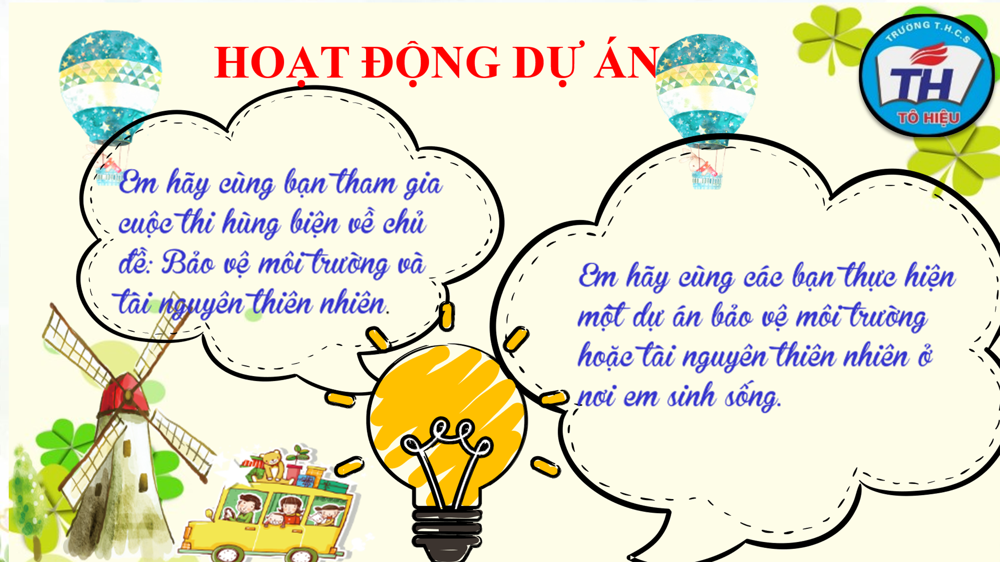 HOẠT ĐỘNG DỰ ÁN
TRƯỜNG T.H.C.S
TH
TÔ HIỆU
Em hãy cùng bạn tham gia
cuộc thi hùng biện về chủ
đề: Bảo vệ môi trường và
tài nguyên thiên nhiên.
Em hãy cùng các bạn thực hiện
một dự án bảo vệ môi trường
hoặc tài nguyên thiên nhiên ở
nơi em sinh sống.